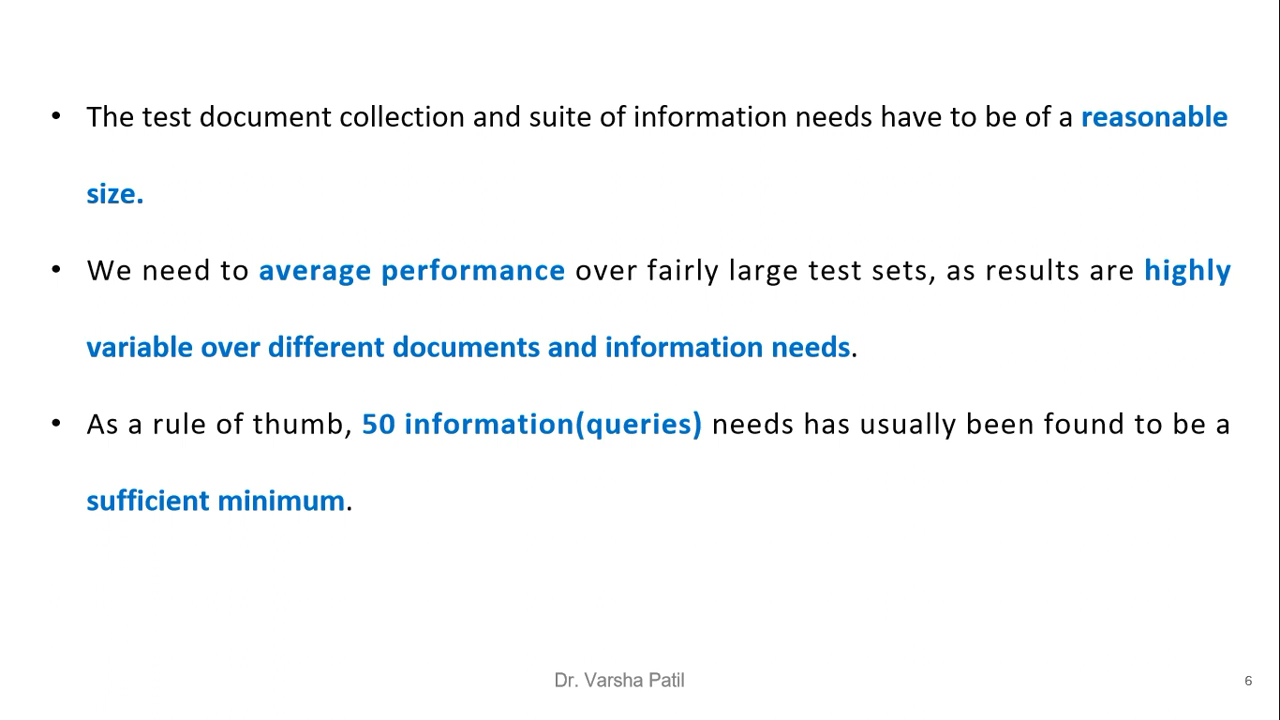 • The test document collection and suite of information needs have to be of a reasonable
size.
• We need to average performance over fairly large test sets, as results are highly
variable over different documents and information needs.
• As a rule of thumb, 50 information(queries) needs has usually been found to be a
sufficient minimum.
Dr. Varsha Patil
6